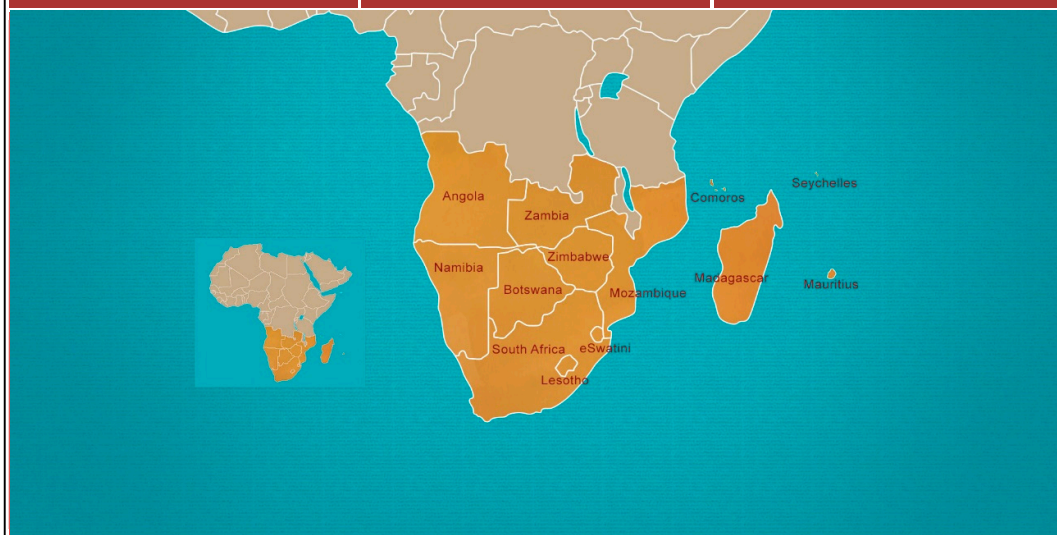 Angola
Seychelles
Comoros
Zambia
Zimbabwe
Namibia
Madagascar
Mauritius
Botswana
Mozambique
South Africa
eSwatini
Lesotho